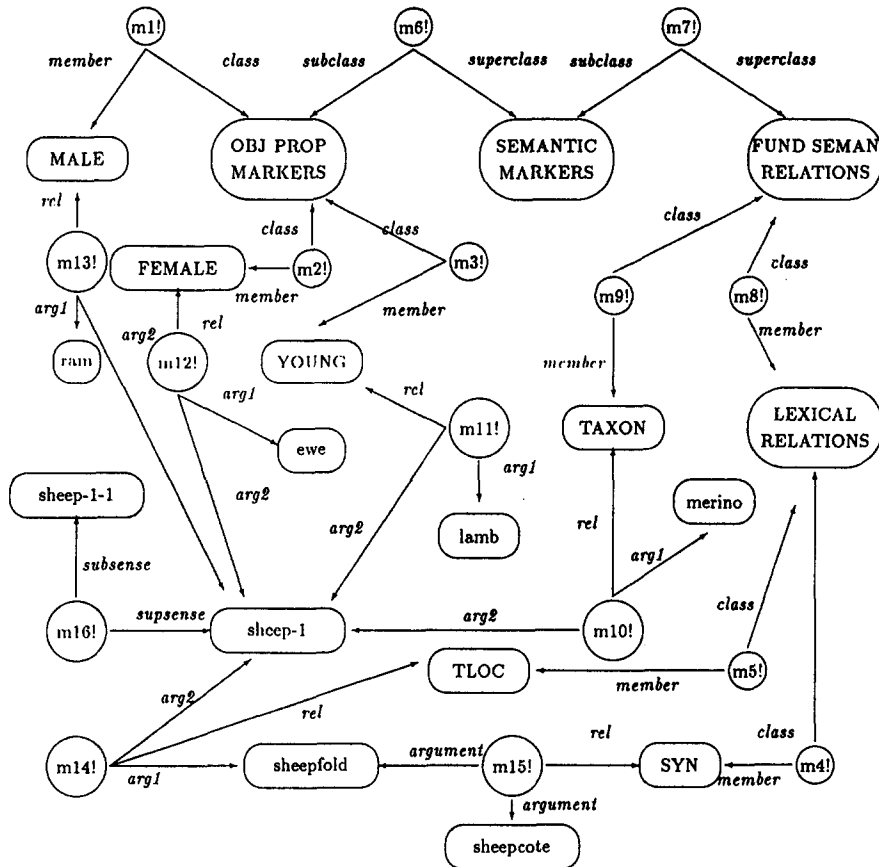 m1!
m6!
m7!
member
class
subclass
superclass
subclass
superclass
MALE
OBJ PROP
MARKERS
SEMANTIC
MARKERS
FUND SEMAN
RELATIONS
rel
class
class
class
class
m13!
FEMALE
m2!
m3!
m9!
m8!
member
member
member
arg1
arg2
rel
ram
m12!
YOUNG
member
arg1
rel
m11!
TAXON
LEXICAL
RELATIONS
ewe
arg1
sheep-1-1
arg2
merino
arg2
lamb
rel
arg1
subsense
class
m16!
supsense
sheep-1
arg2
m10!
TLOC
member
m5!
arg2
rel
rel
class
m14!
arg1
sheepfold
argument
m15!
SYN
member
m4!
argument
sheepcote